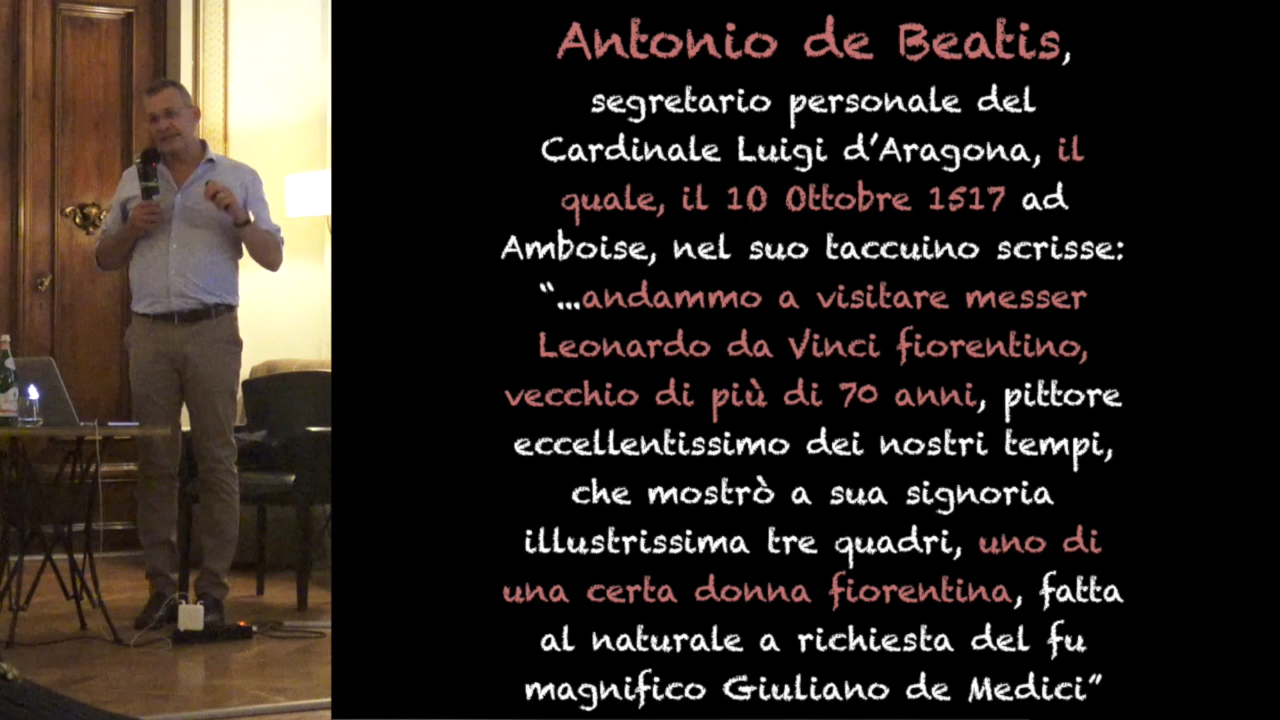 Antonio de Beatis,
segretario personale del
Cardinale Luigi d’Aragona, il
quale, il 10 Ottobre 1517 ad
Amboise, nel suo taccuino scrisse:
“...andammo a visitare messer
Leonardo da Vinci fiorentino,
vecchio di più di 70 anni, pittore
eccellentissimo dei nostri tempi,
che mostrò a sua signoria
illustrissima tre quadri, uno di
una certa donna fiorentina, fatta
al naturale a richiesta del fu
magnifico Giuliano de Medici”